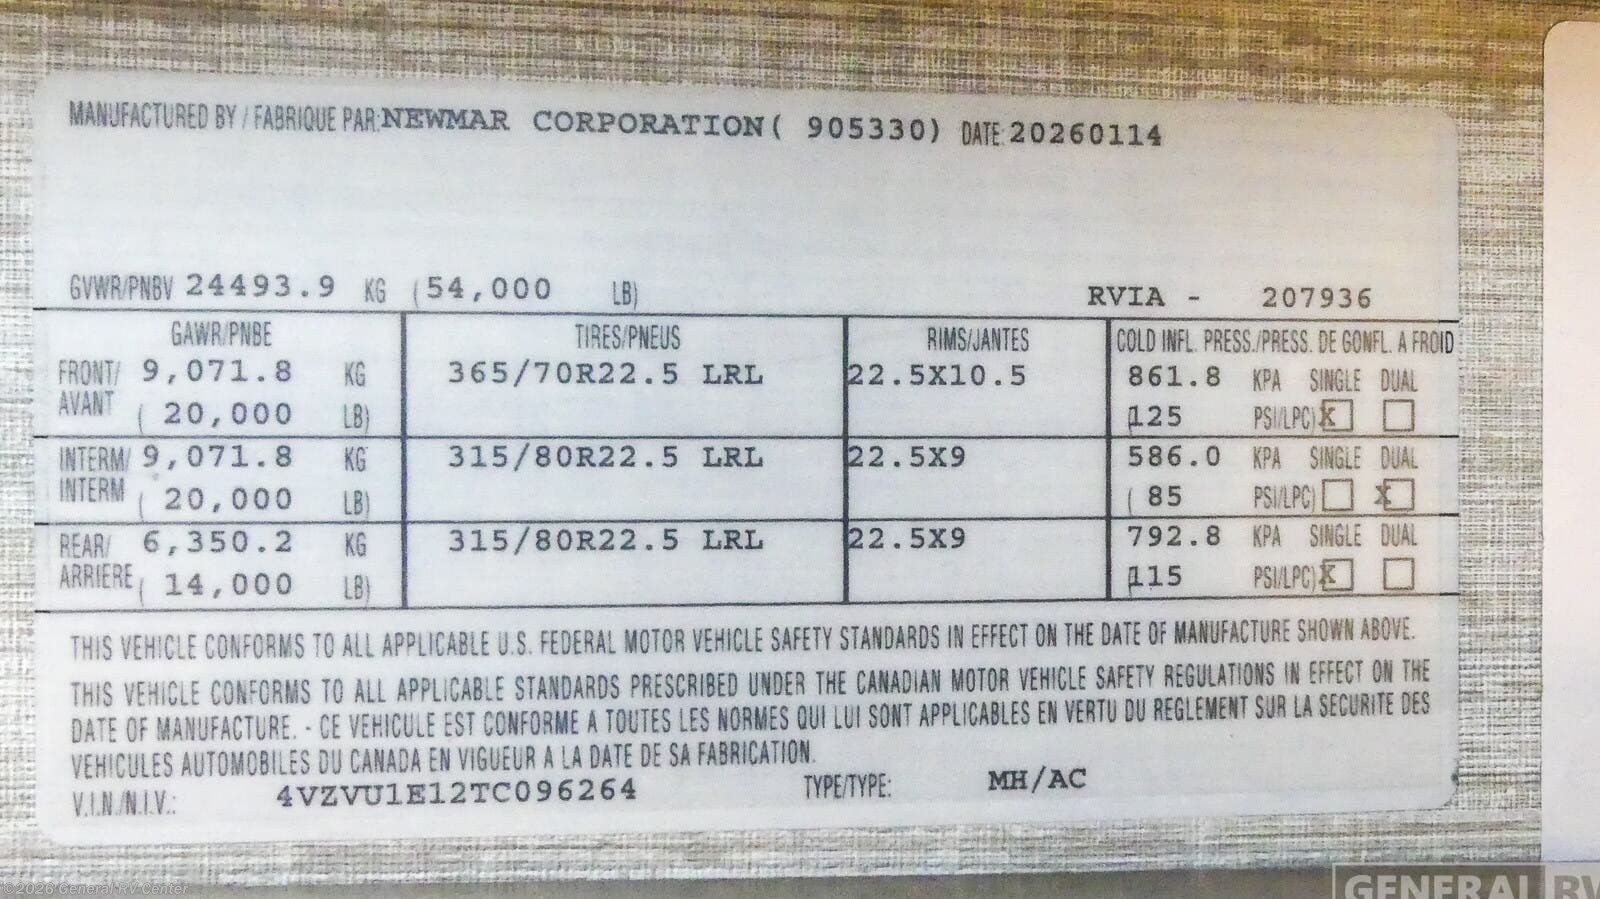 MANUFACTURED BY / FABRIQUE PAR: NEWMAR CORPORATION ( 905330) DATE: 20260114
GVWR/PNBV 24493.9 KG (54,000 LB)
RVIA - 207936
GAWR/PNBE TIRES/PNEUS RIMS/JANTES COLD INFL. PRESS./PRESS. DE GONFL. A FROID
FRONT/ 9,071.8 KG 365/70R22.5 LRL 22.5X10.5 861.8 KPA SINGLE DUAL
AVANT ( 20,000 LB) (125 PSI/LPC) X
INTERM/ 9,071.8 KG 315/80R22.5 LRL 22.5X9 586.0 KPA SINGLE DUAL
INTERM ( 20,000 LB) ( 85 PSI/LPC) X
REAR/ 6,350.2 KG 315/80R22.5 LRL 22.5X9 792.8 KPA SINGLE DUAL
ARRIERE ( 14,000 LB) (115 PSI/LPC) X
THIS VEHICLE CONFORMS TO ALL APPLICABLE U.S. FEDERAL MOTOR VEHICLE SAFETY STANDARDS IN EFFECT ON THE DATE OF MANUFACTURE SHOWN ABOVE.
THIS VEHICLE CONFORMS TO ALL APPLICABLE STANDARDS PRESCRIBED UNDER THE CANADIAN MOTOR VEHICLE SAFETY REGULATIONS IN EFFECT ON THE
DATE OF MANUFACTURE. - CE VEHICULE EST CONFORME A TOUTES LES NORMES QUI LUI SONT APPLICABLES EN VERTU DU REGLEMENT SUR LA SECURITE DES
VEHICULES AUTOMOBILES DU CANADA EN VIGUEUR A LA DATE DE SA FABRICATION.
V.I.N./N.I.V.: 4VZVU1E12TC096264 TYPE/TYPE: MH/AC
©2026 General RV Center
GENERAL RV